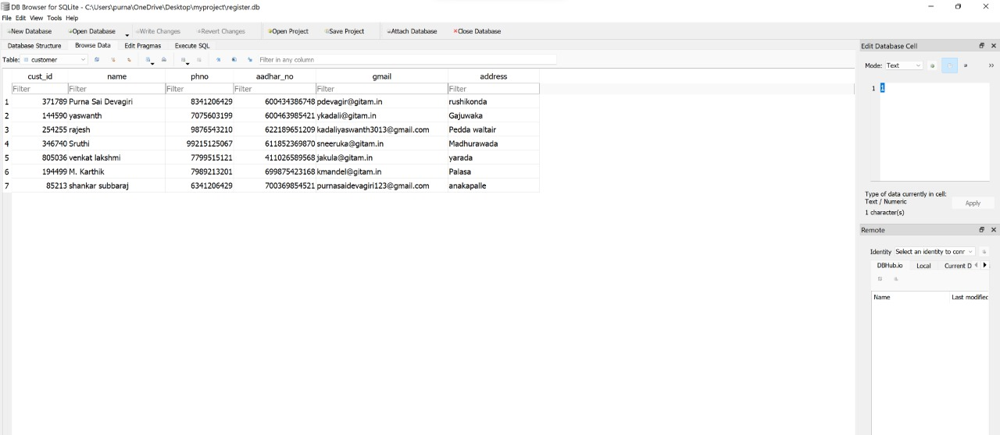 DB Browser for SQLite - C:\Users\purna\OneDrive\Desktop\myproject\register.db
File Edit View Tools Help
New Database Open Database Write Changes Revert Changes Open Project Save Project Attach Database Close Database
Database Structure Browse Data Edit Pragmas Execute SQL
Table: customer Filter in any column
cust_id name phno aadhar_no gmail address
Filter Filter Filter Filter Filter Filter
1 371789 Purna Sai Devagiri 8341206429 600434386748 pdevagir@gitam.in rushikonda
2 144590 yaswanth 7075603199 600463985421 ykadali@gitam.in Gajuwaka
3 254255 rajesh 9876543210 622189651209 kadaliyaswanth3013@gmail.com Pedda waltair
4 346740 Sruthi 99215125067 611852369870 sneeruka@gitam.in Madhurawada
5 805036 venkat lakshmi 7799515121 411026589568 jakula@gitam.in yarada
6 194499 M. Karthik 7989213201 699875423168 kmandel@gitam.in Palasa
7 85213 shankar subbaraj 6341206429 700369854521 purnasaidevagiri123@gmail.com anakapalle
Edit Database Cell
Mode: Text
1 1
Type of data currently in cell:
Text / Numeric
Apply
1 character(s)
Remote
Identity Select an identity to conr
DBHub.io Local Current D
Name Last modified